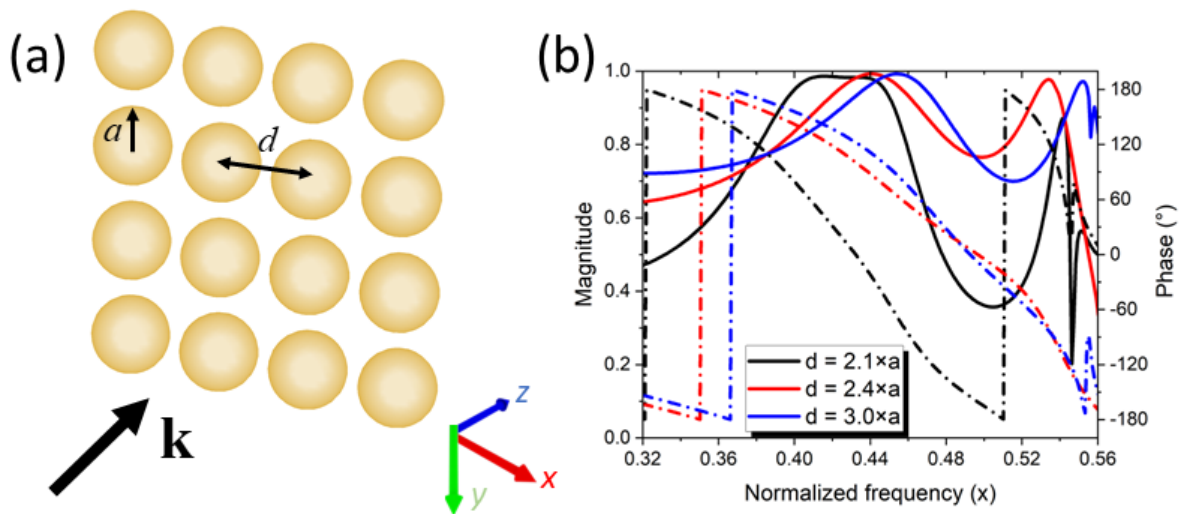 (a)
a
d
k
z
x
y
(b)
Magnitude
1.0
0.8
0.6
0.4
0.2
0.0
180
120
60
0
-60
-120
-180
Phase (°)
d = 2.1×a
d = 2.4×a
d = 3.0×a
0.32 0.36 0.40 0.44 0.48 0.52 0.56
Normalized frequency (x)